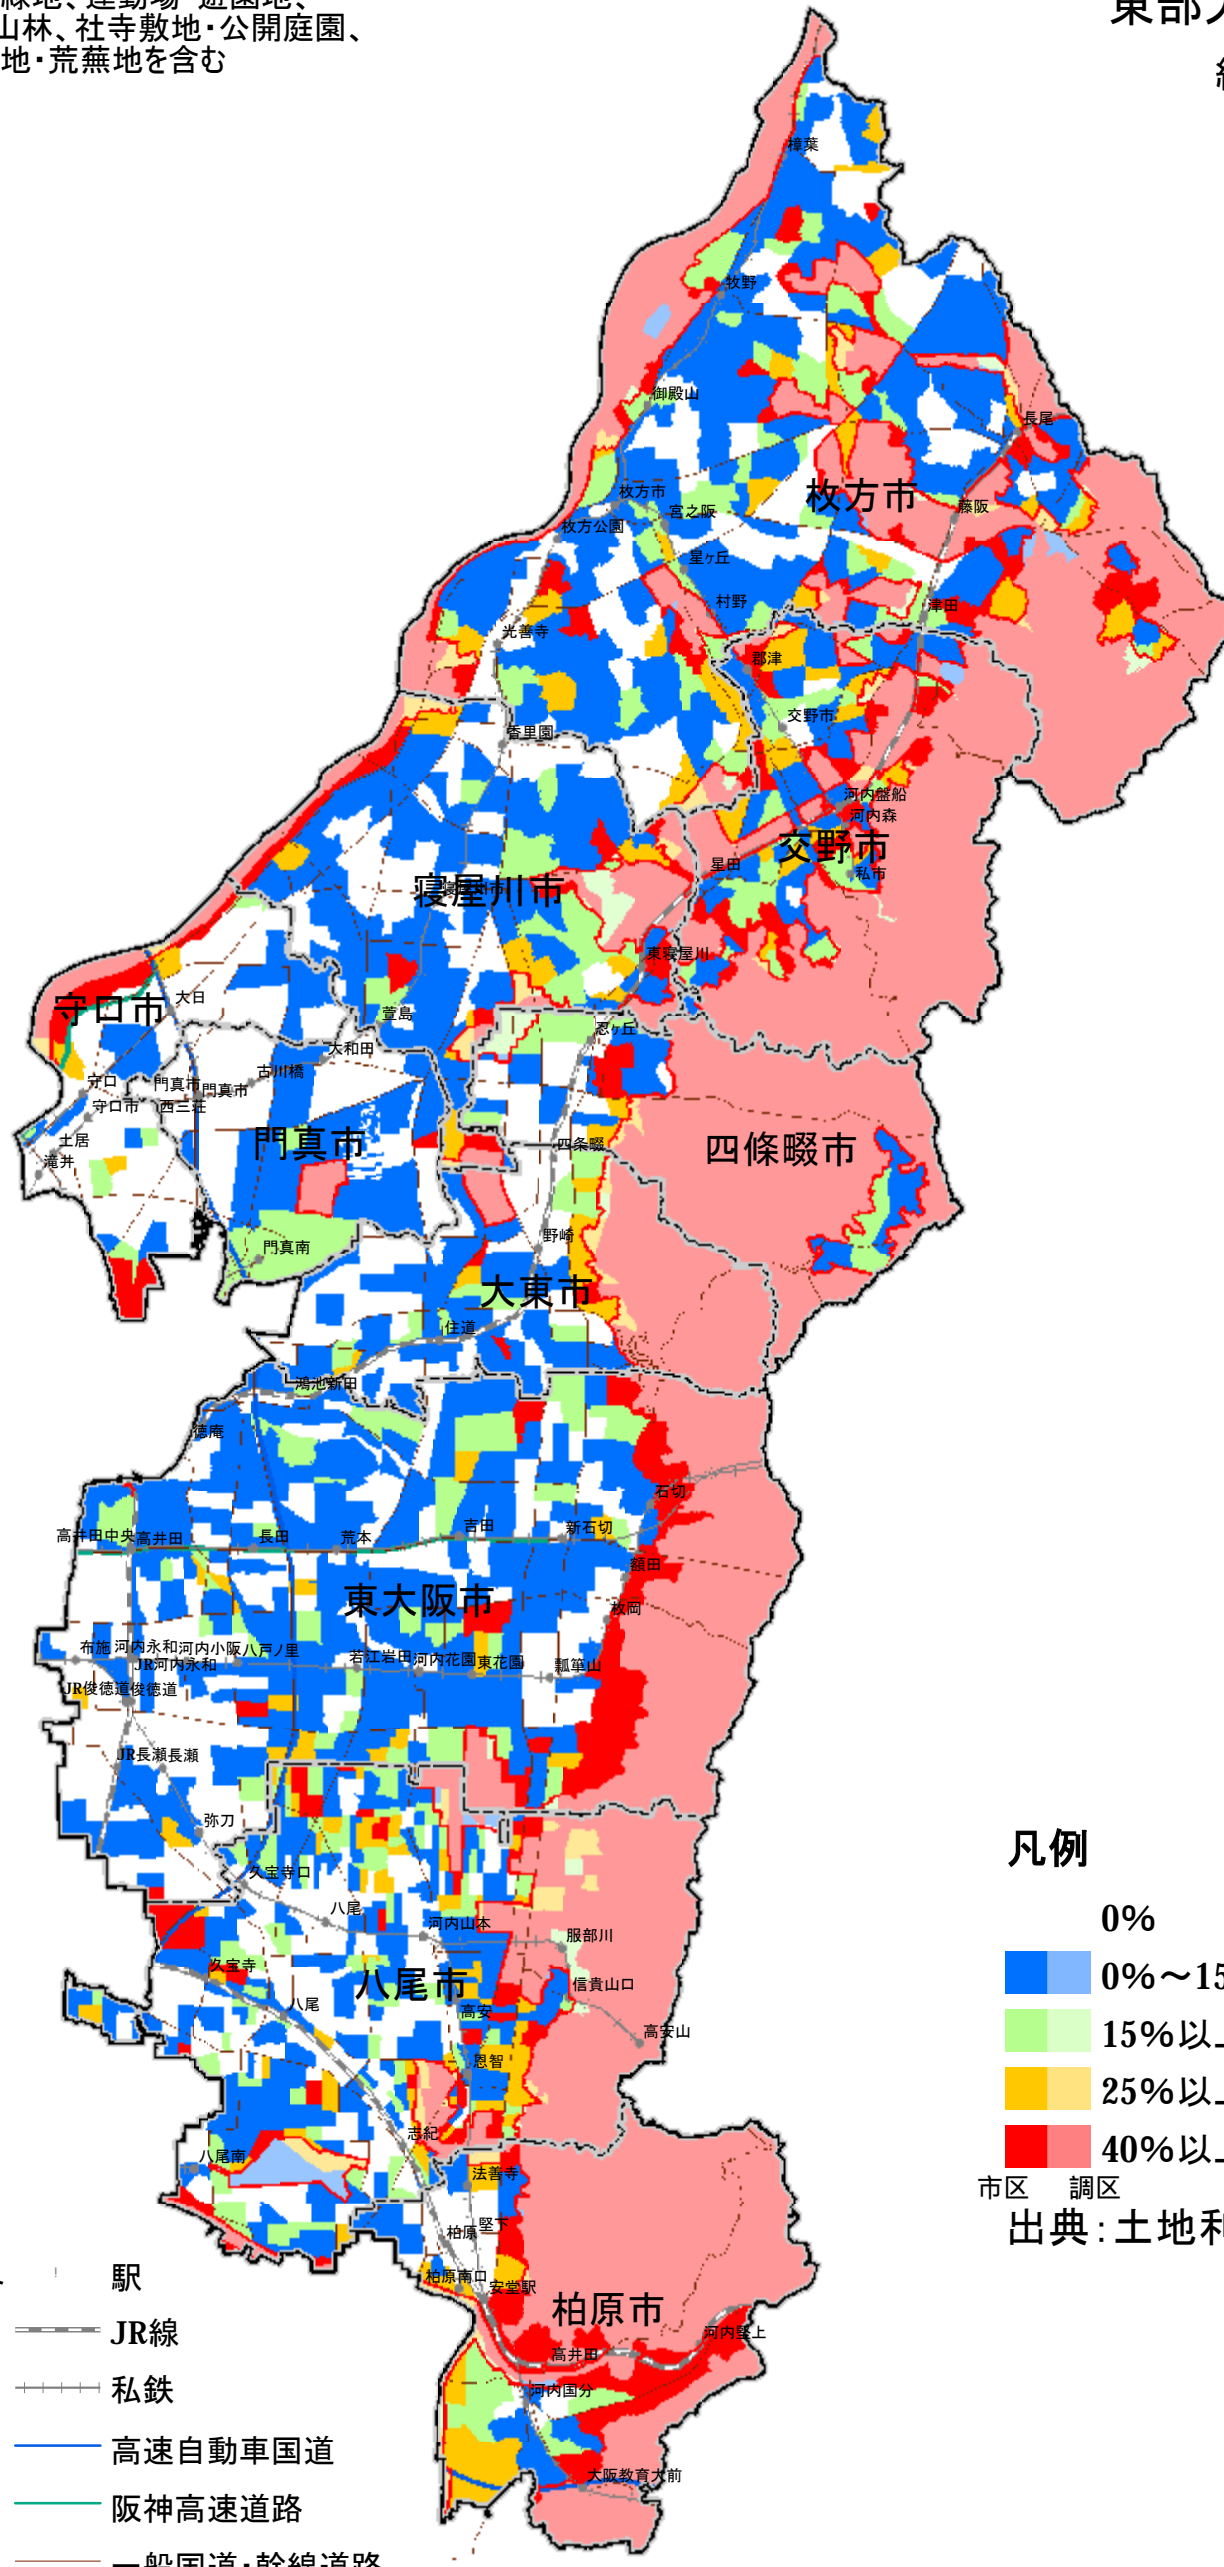 緑地、運動場・遊園地、
山林、社寺敷地・公開庭園、
地・荒蕪地を含む
東部大
樟葉
牧野
御殿山
長尾
枚方市
枚方市
宮之阪
藤阪
枚方公園
星ヶ丘
村野
津田
光善寺
郡津
交野市
香里園
河内磐船
河内森
交野市
星田
私市
寝屋川市
寝屋川市
東寝屋川
守口市
大日
萱島
忍ヶ丘
大和田
古川橋
守口
門真市
門真市
守口市
西三荘
土居
滝井
門真市
四条畷
四條畷市
門真南
野崎
大東市
住道
鴻池新田
徳庵
石切
高井田中央
高井田
長田
荒本
吉田
新石切
額田
東大阪市
枚岡
布施
河内永和
河内小阪
八戸ノ里
JR河内永和
若江岩田
河内花園
東花園
瓢箪山
JR俊徳道
俊徳道
JR長瀬
長瀬
弥刀
久宝寺口
八尾
河内山本
服部川
久宝寺
八尾市
信貴山口
八尾
高安
高安山
恩智
志紀
八尾南
法善寺
柏原
堅下
柏原南口
安堂駅
柏原市
河内堅上
高井田
河内国分
大阪教育大前
凡例
0%
0%～15
15%以上
25%以上
40%以上
市区 調区
出典：土地利
駅
JR線
私鉄
高速自動車国道
阪神高速道路
一般国道・幹線道路